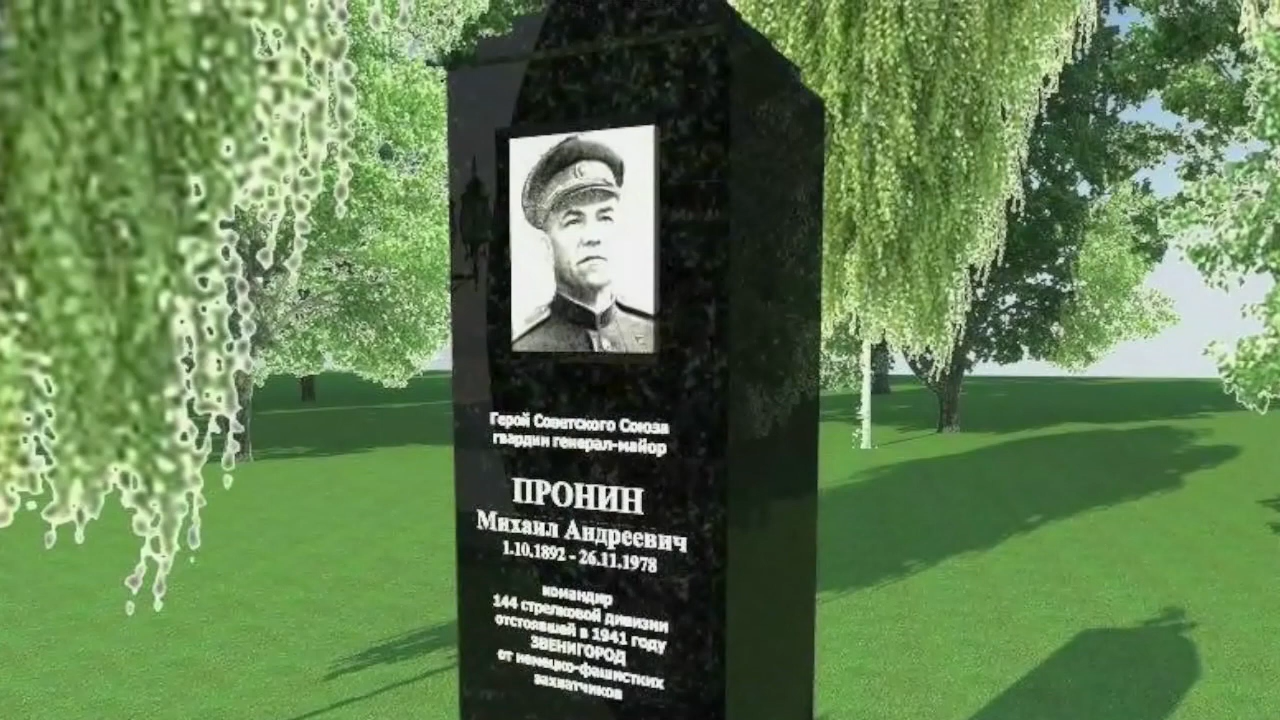 Герой Советского Союза
гвардии генерал-майор
ПРОНИН
Михаил Андреевич
1.10.1892 - 26.11.1978
командир
144 стрелковой дивизии
отстоявшей в 1941 году
ЗВЕНИГОРОД
от немецко-фашистких
захватчиков